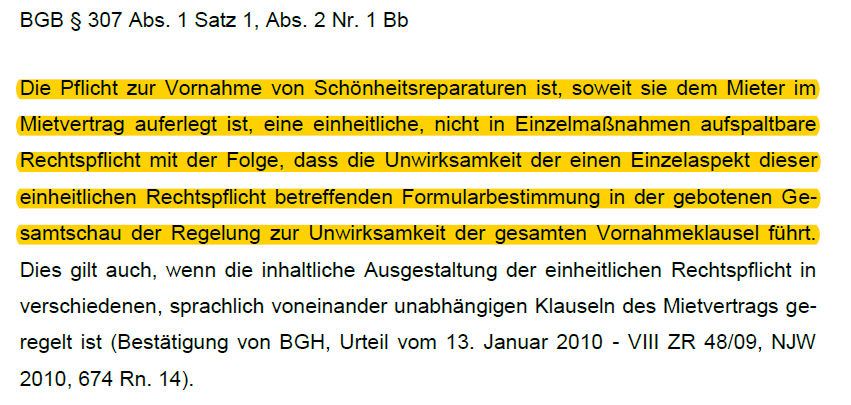 BGB § 307 Abs. 1 Satz 1, Abs. 2 Nr. 1 Bb
Die Pflicht zur Vornahme von Schönheitsreparaturen ist, soweit sie dem Mieter im
Mietvertrag auferlegt ist, eine einheitliche, nicht in Einzelmaßnahmen aufspaltbare
Rechtspflicht mit der Folge, dass die Unwirksamkeit der einen Einzelaspekt dieser
einheitlichen Rechtspflicht betreffenden Formularbestimmung in der gebotenen Ge-
samtschau der Regelung zur Unwirksamkeit der gesamten Vornahmeklausel führt.
Dies gilt auch, wenn die inhaltliche Ausgestaltung der einheitlichen Rechtspflicht in
verschiedenen, sprachlich voneinander unabhängigen Klauseln des Mietvertrags ge-
regelt ist (Bestätigung von BGH, Urteil vom 13. Januar 2010 - VIII ZR 48/09, NJW
2010, 674 Rn. 14).